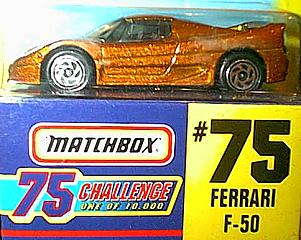 MATCHBOX
75 CHALLENGE
ONE OF 10,000
#75
FERRARI
F-50